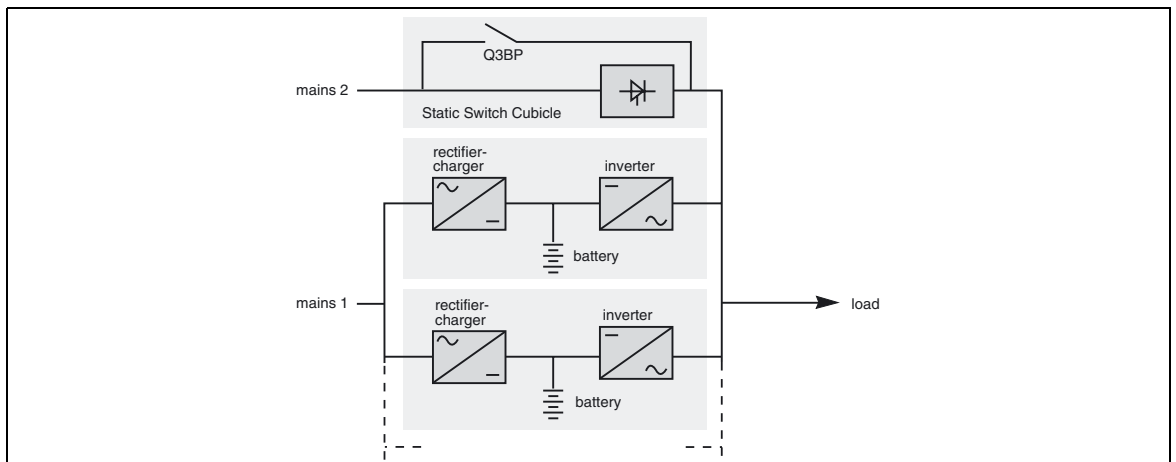 Q3BP
mains 2
Static Switch Cubicle
rectifier-
charger
inverter
battery
mains 1
load
rectifier-
charger
inverter
battery